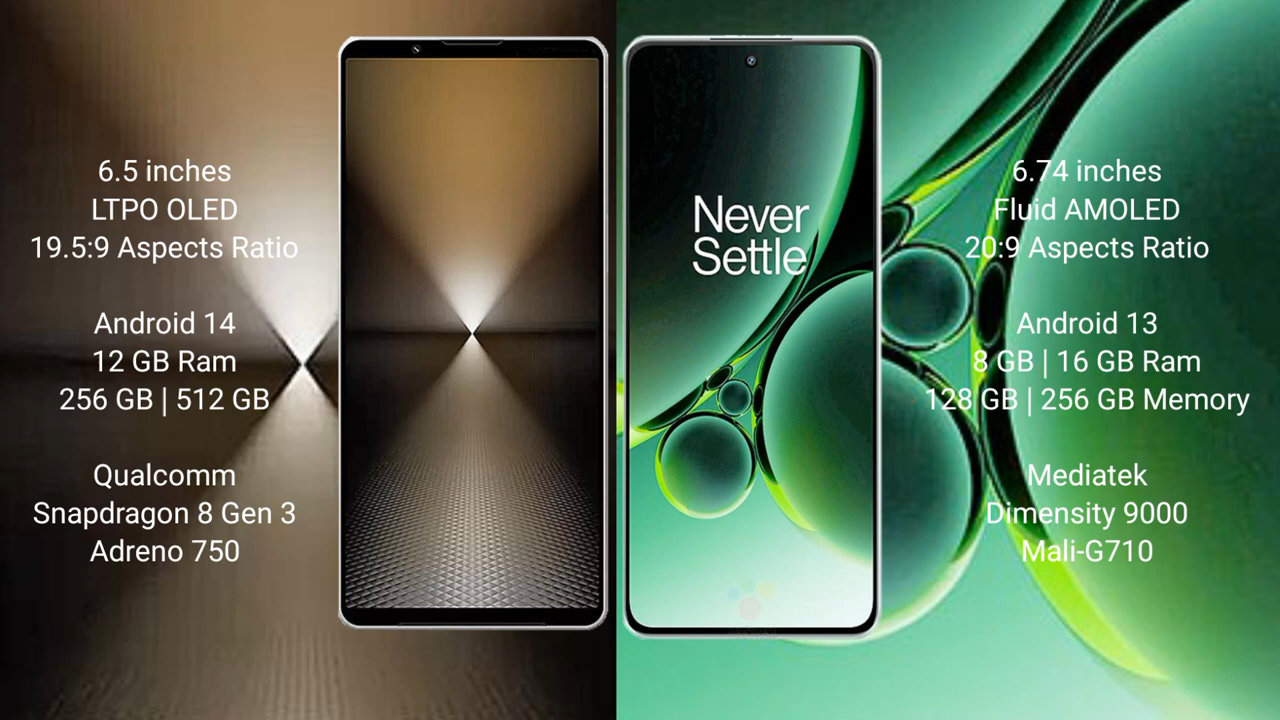 6.5 inches
LTPO OLED
19.5:9 Aspects Ratio
Android 14
12 GB Ram
256 GB | 512 GB
Qualcomm
Snapdragon 8 Gen 3
Adreno 750
Never
Settle
6.74 inches
Fluid AMOLED
20:9 Aspects Ratio
Android 13
8 GB | 16 GB Ram
128 GB | 256 GB Memory
Mediatek
Dimensity 9000
Mali-G710